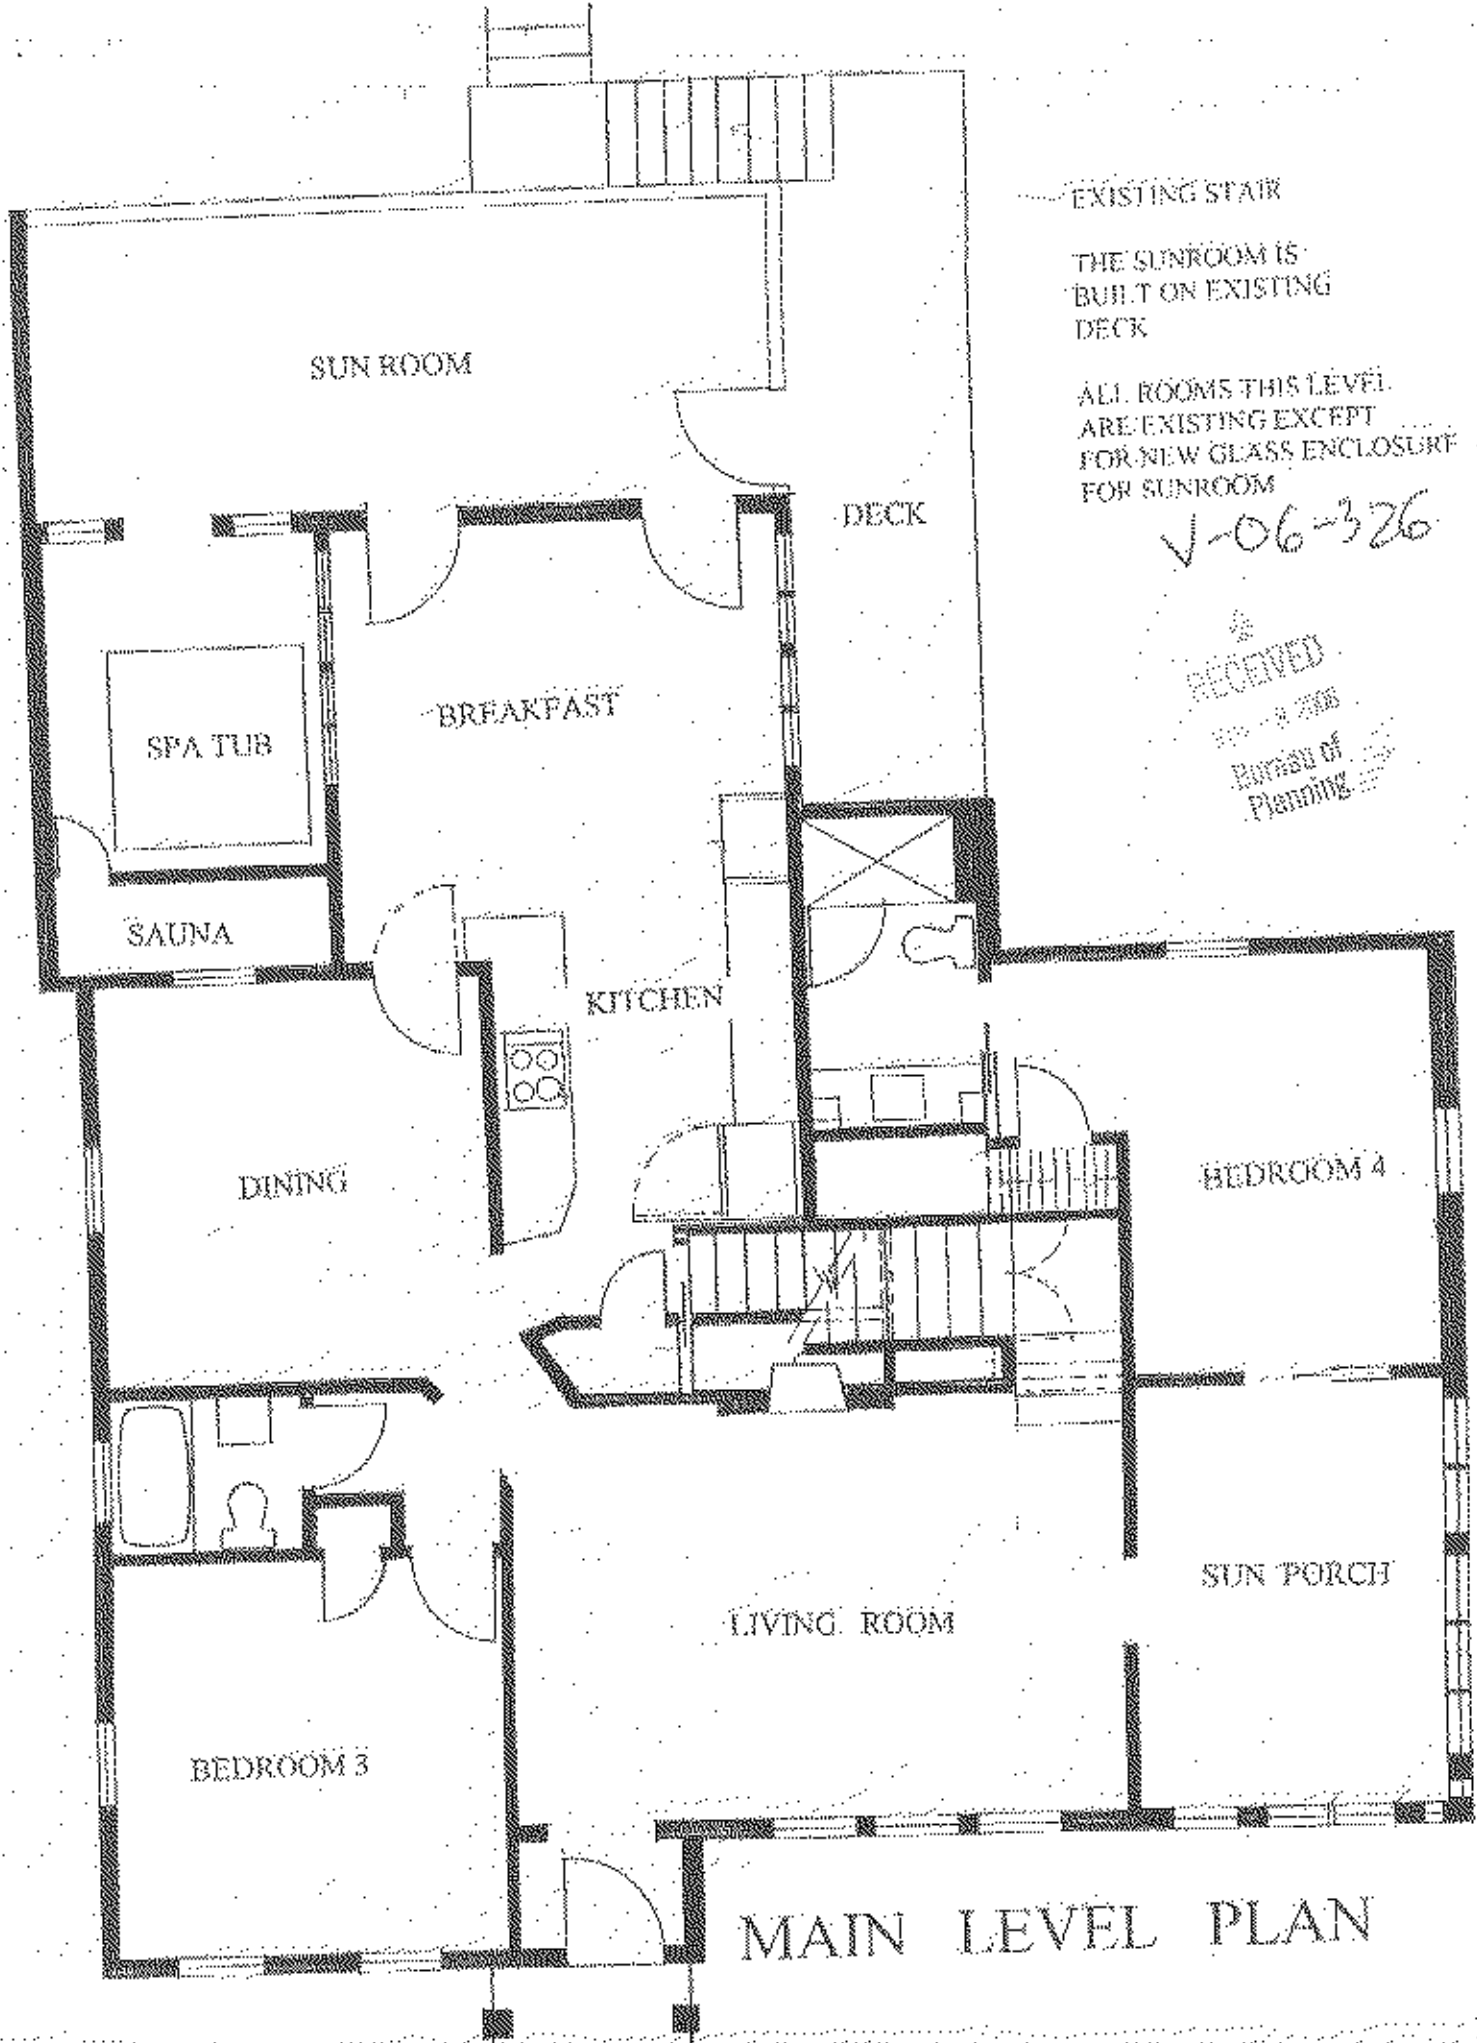 EXISTING STAIR
THE SUNROOM IS
BUILT ON EXISTING
DECK
SUN ROOM
ALL ROOMS THIS LEVEL
ARE EXISTING EXCEPT
FOR NEW GLASS ENCLOSURE
FOR SUNROOM
DECK
V-06-326
RECEIVED
2006
Bureau of
Planning
BREAKFAST
SPA TUB
SAUNA
KITCHEN
DINING
BEDROOM 4
SUN PORCH
LIVING ROOM
BEDROOM 3
MAIN LEVEL PLAN